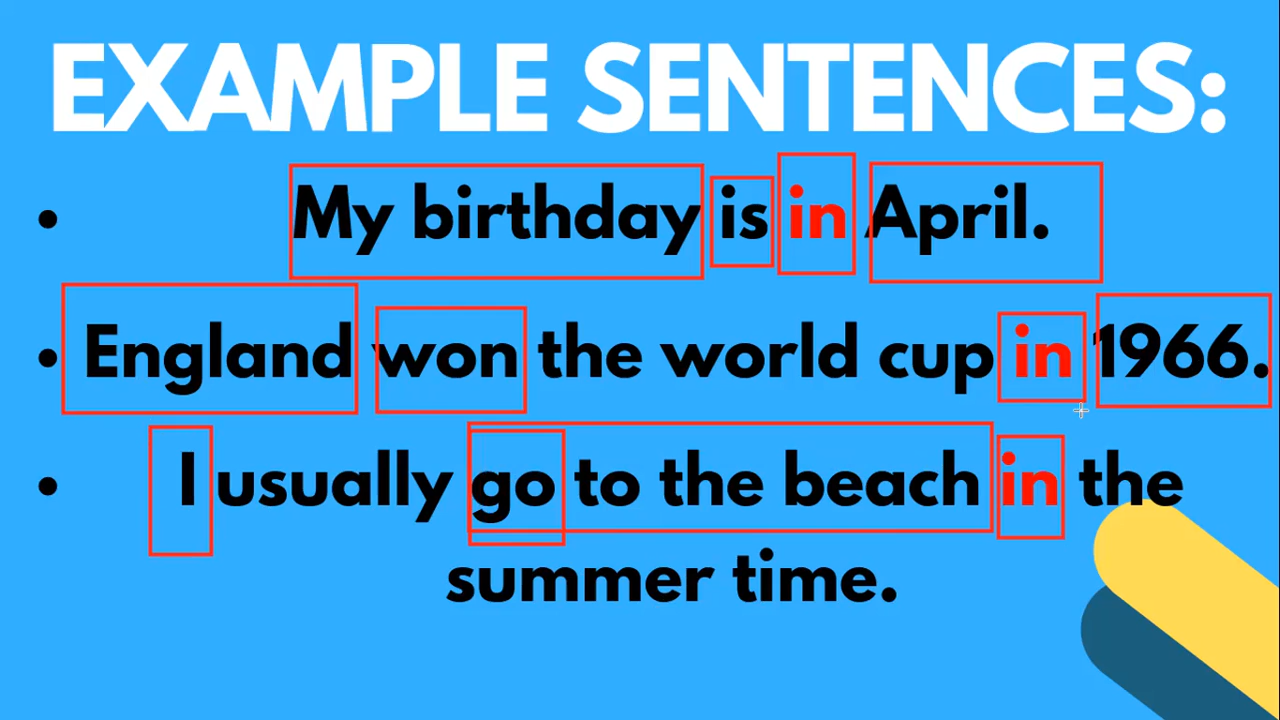 EXAMPLE SENTENCES:
• My birthday is in April.
• England won the world cup in 1966.
• I usually go to the beach in the
summer time.